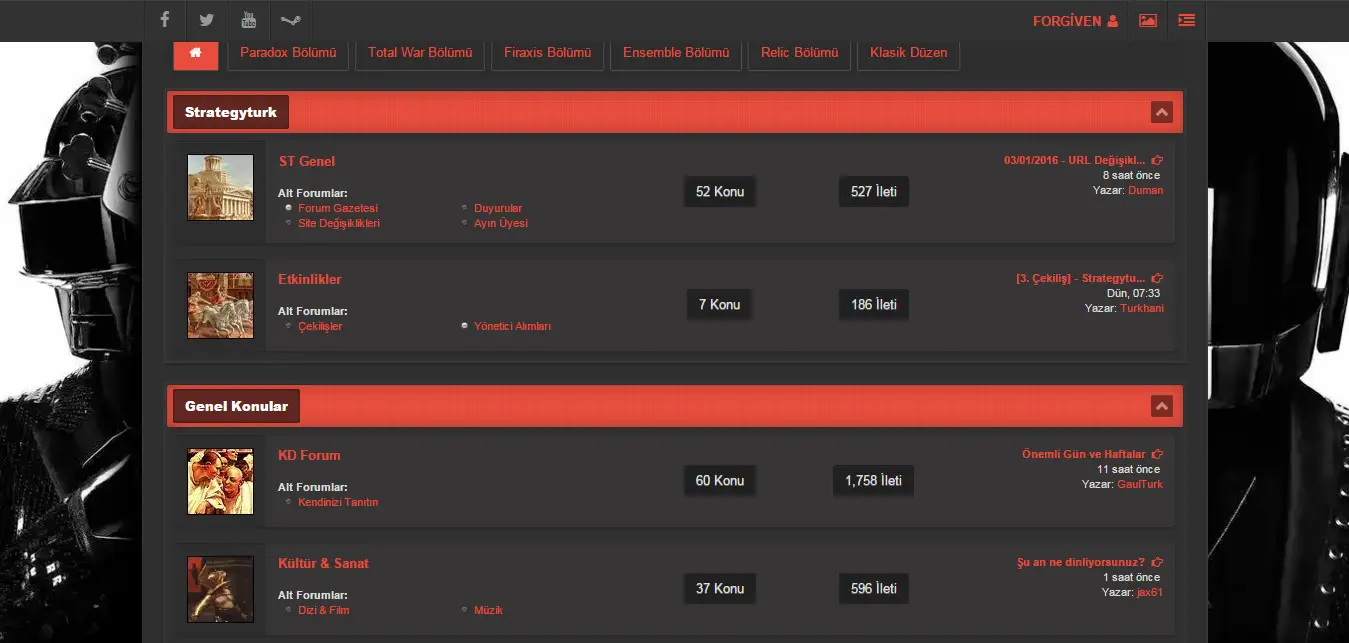 You Tube
FORGİVEN
Paradox Bölümü Total War Bölümü Firaxis Bölümü Ensemble Bölümü Relic Bölümü Klasik Düzen
Strategyturk
ST Genel
Alt Forumlar:
Forum Gazetesi Duyurular
Site Değişiklikleri Ayın Üyesi
52 Konu
527 İleti
03/01/2016 - URL Değişikl...
8 saat önce
Yazar: Duman
Etkinlikler
Alt Forumlar:
Çekilişler Yönetici Alımları
7 Konu
186 İleti
[3. Çekiliş] - Strategytu...
Dün, 07:33
Yazar: Turkhani
Genel Konular
KD Forum
Alt Forumlar:
Kendinizi Tanıtın
60 Konu
1,758 İleti
Önemli Gün ve Haftalar
11 saat önce
Yazar: GaulTurk
Kültür & Sanat
Alt Forumlar:
Dizi & Film Müzik
37 Konu
596 İleti
Şu an ne dinliyorsunuz?
1 saat önce
Yazar: jax61